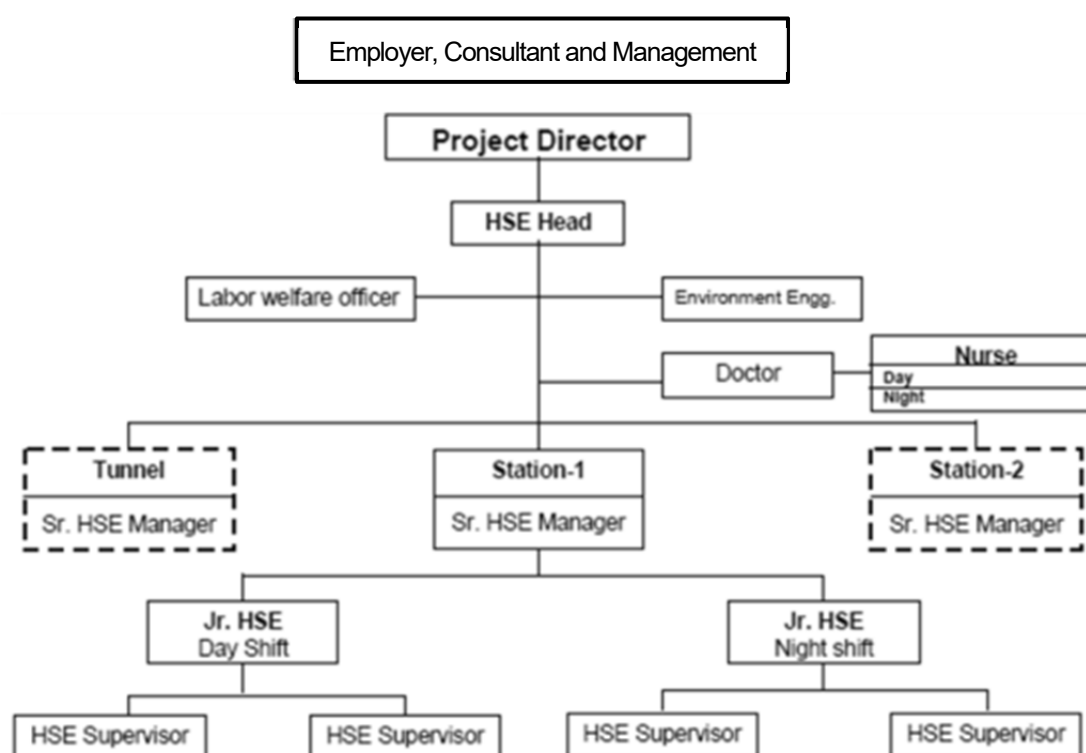 Employer, Consultant and Management
Project Director
HSE Head
Labor welfare officer
Environment Engg.
Doctor
Nurse
Day
Night
Tunnel
Sr. HSE Manager
Station-1
Sr. HSE Manager
Station-2
Sr. HSE Manager
Jr. HSE
Day Shift
Jr. HSE
Night shift
HSE Supervisor
HSE Supervisor
HSE Supervisor
HSE Supervisor